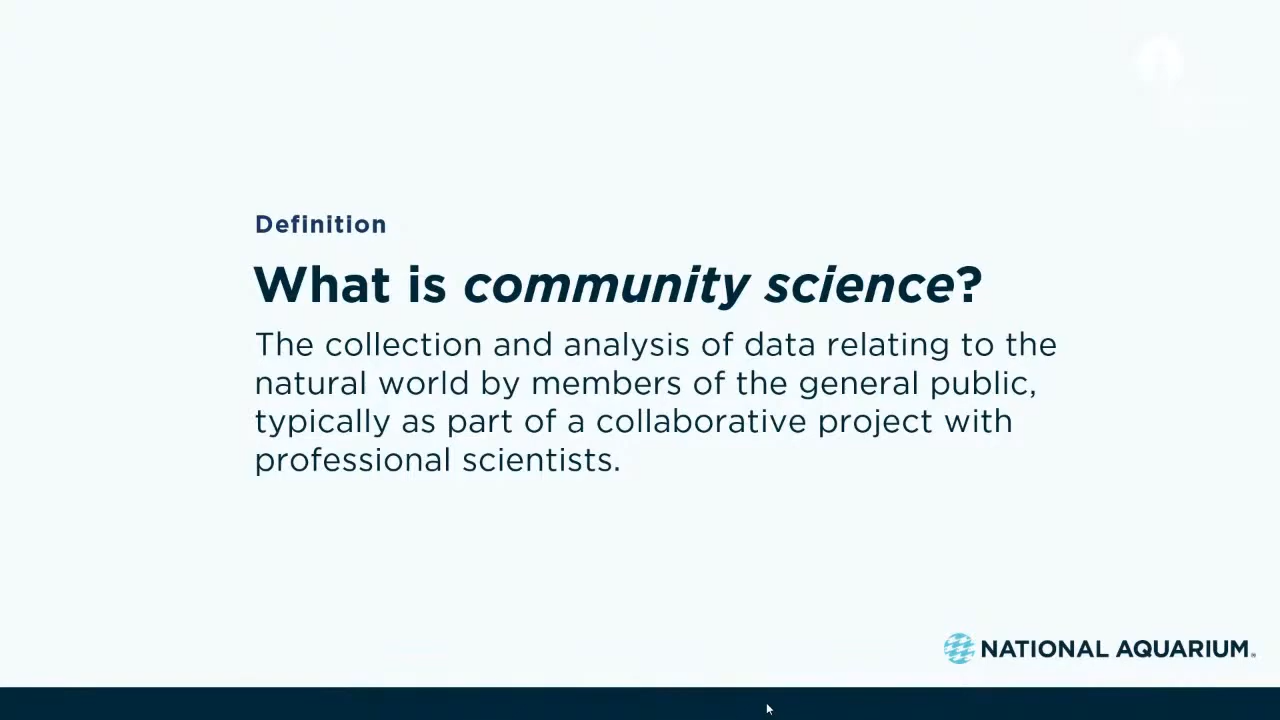 Definition
What is community science?
The collection and analysis of data relating to the
natural world by members of the general public,
typically as part of a collaborative project with
professional scientists.
NATIONAL AQUARIUM